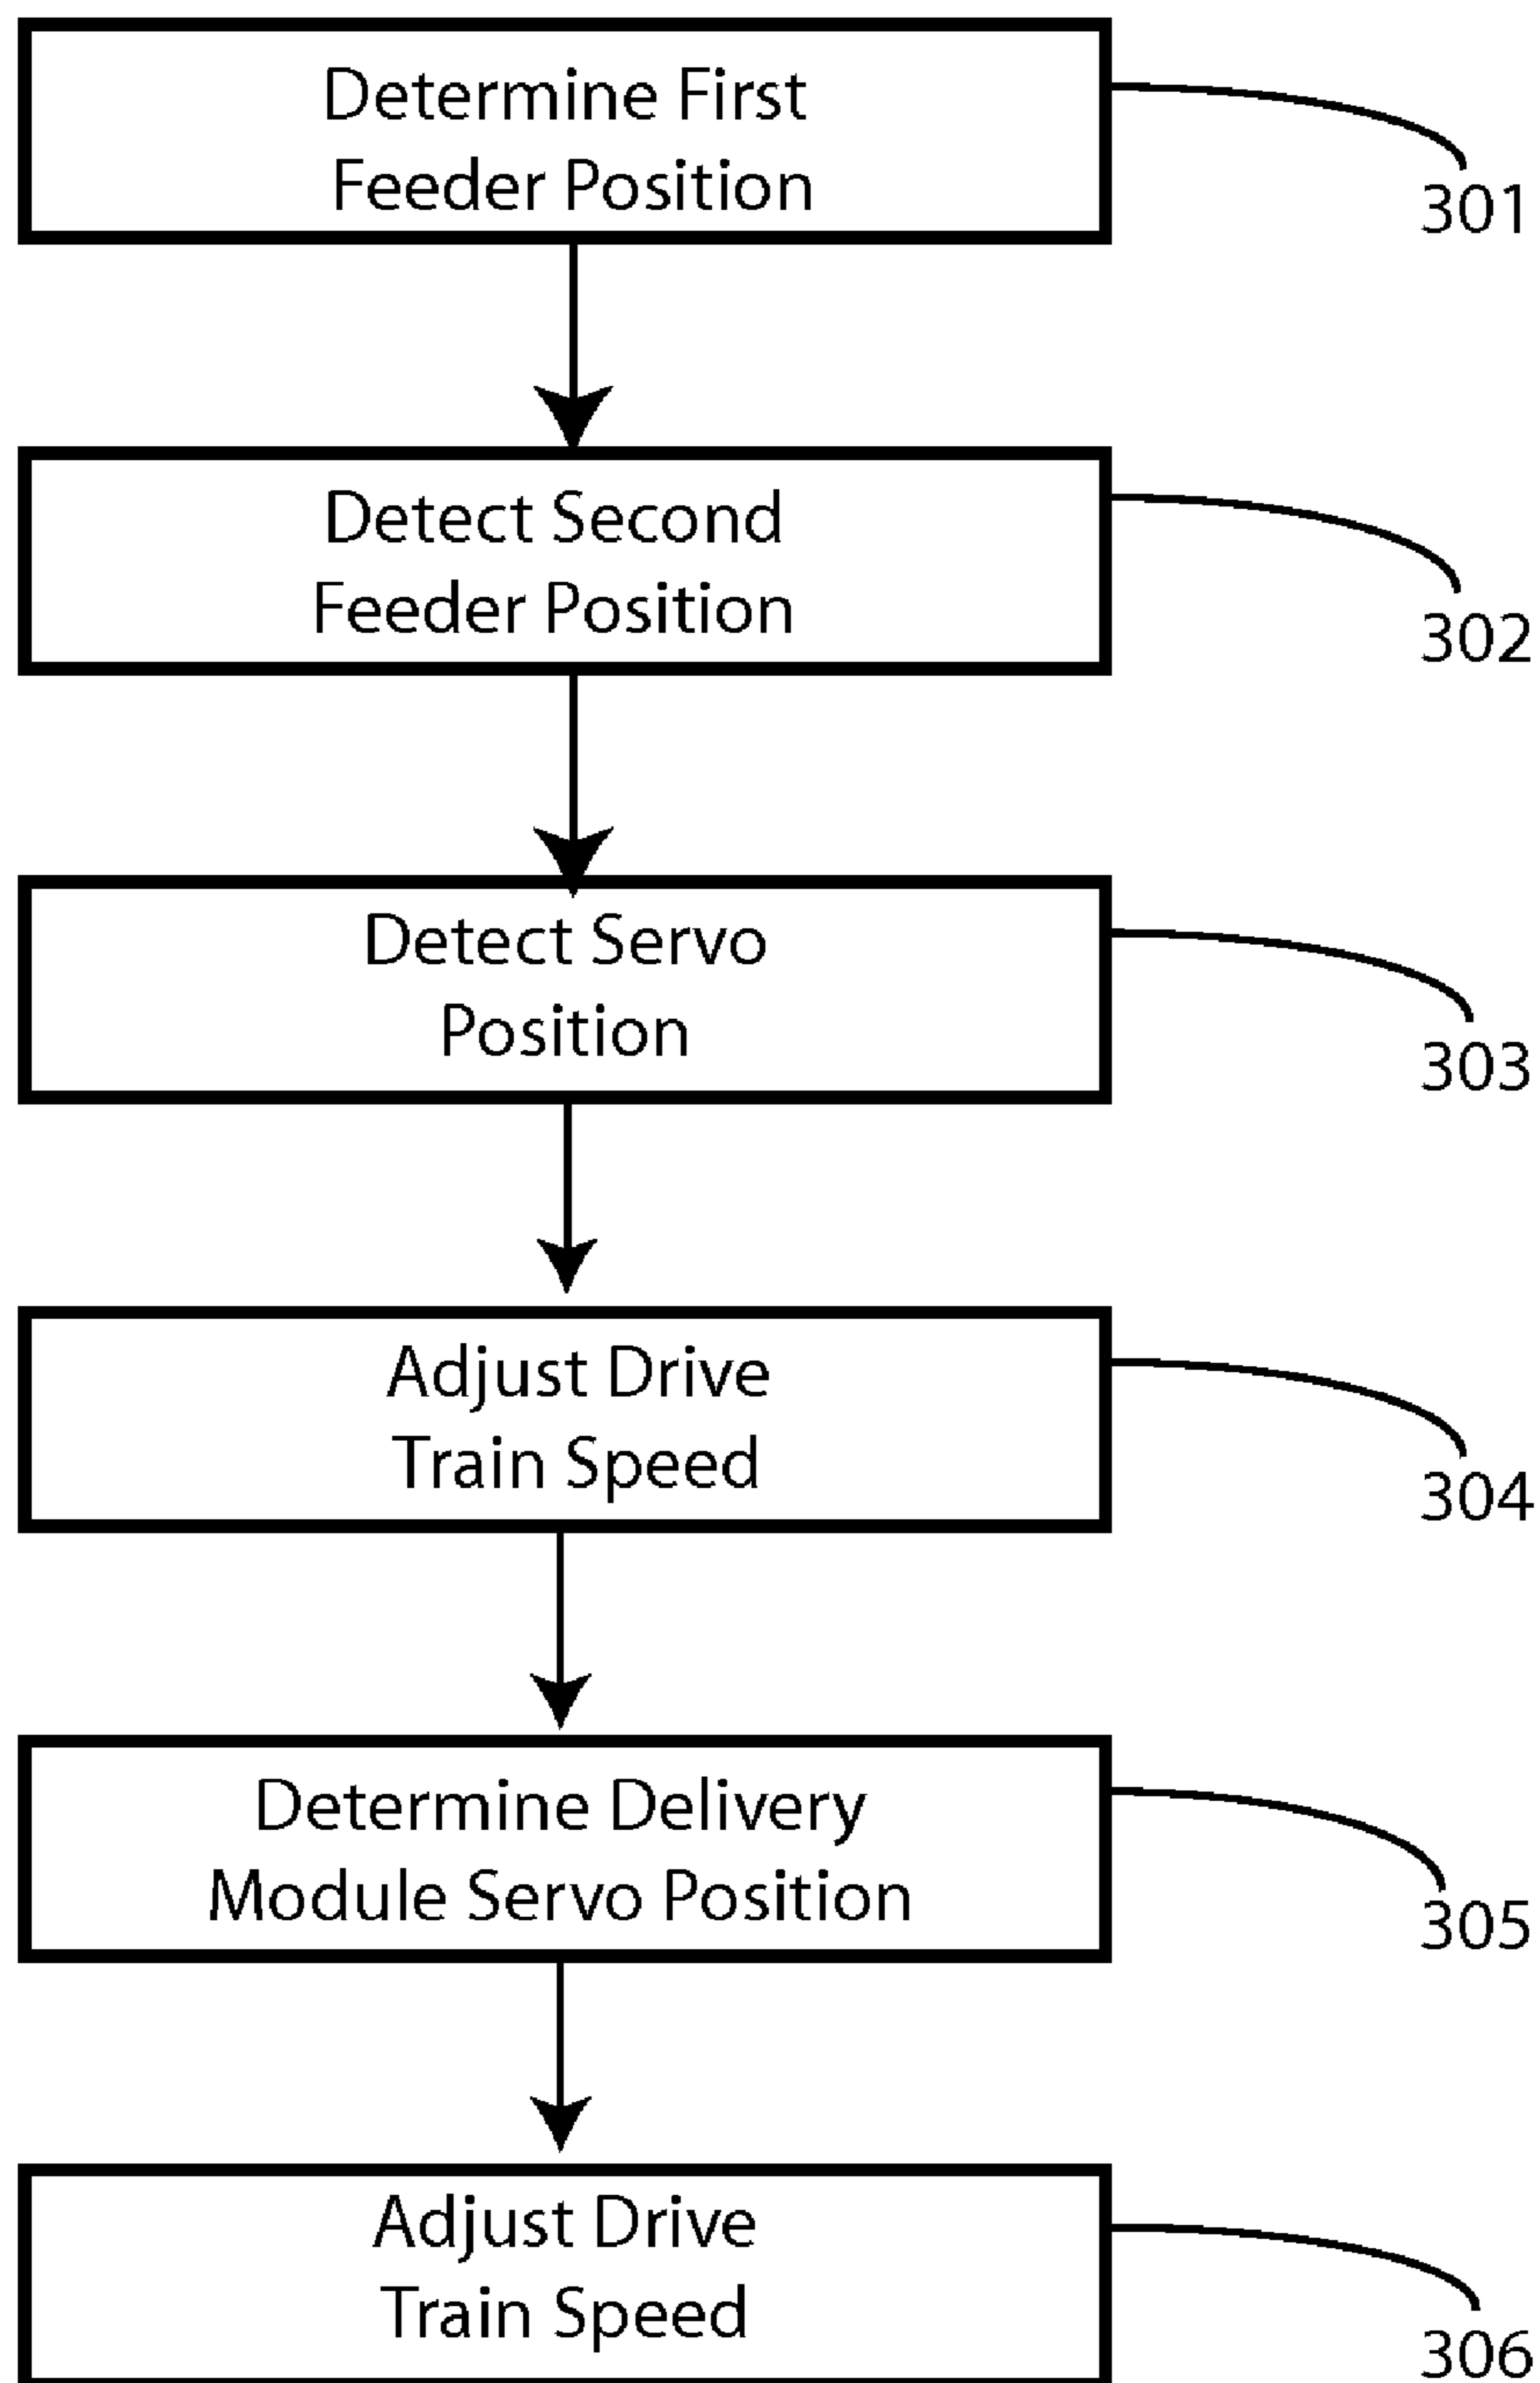 Determine First
Feeder Position
301
Detect Second
Feeder Position
302
Detect Servo
Position
303
Adjust Drive
Train Speed
304
Determine Delivery
Module Servo Position
305
Adjust Drive
Train Speed
306